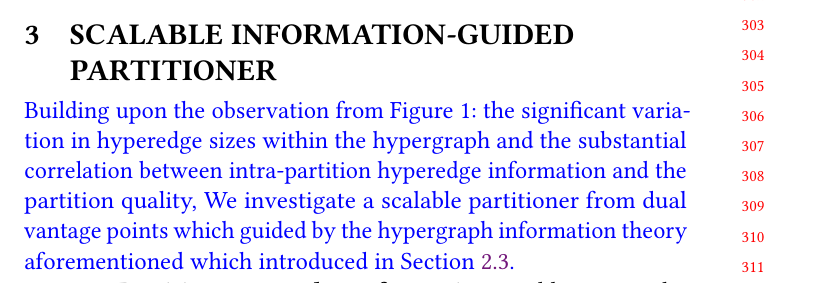 3 SCALABLE INFORMATION-GUIDED
PARTITIONER
Building upon the observation from Figure 1: the significant varia-
tion in hyperedge sizes within the hypergraph and the substantial
correlation between intra-partition hyperedge information and the
partition quality, We investigate a scalable partitioner from dual
vantage points which guided by the hypergraph information theory
aforementioned which introduced in Section 2.3.
303
304
305
306
307
308
309
310
311